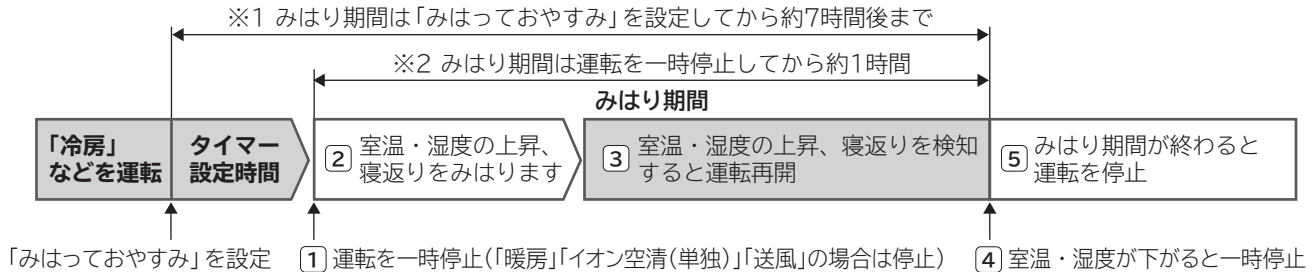 ※1 みはり期間は「みはっておやすみ」を設定してから約7時間後まで
※2 みはり期間は運転を一時停止してから約1時間
みはり期間
「冷房」
などを運転
タイマー
設定時間
2 室温・湿度の上昇、
寝返りをみはります
3 室温・湿度の上昇、寝返りを検知
すると運転再開
5 みはり期間が終わると
運転を停止
「みはっておやすみ」を設定
1 運転を一時停止(「暖房」「イオン空清(単独)」「送風」の場合は停止)
4 室温・湿度が下がると一時停止